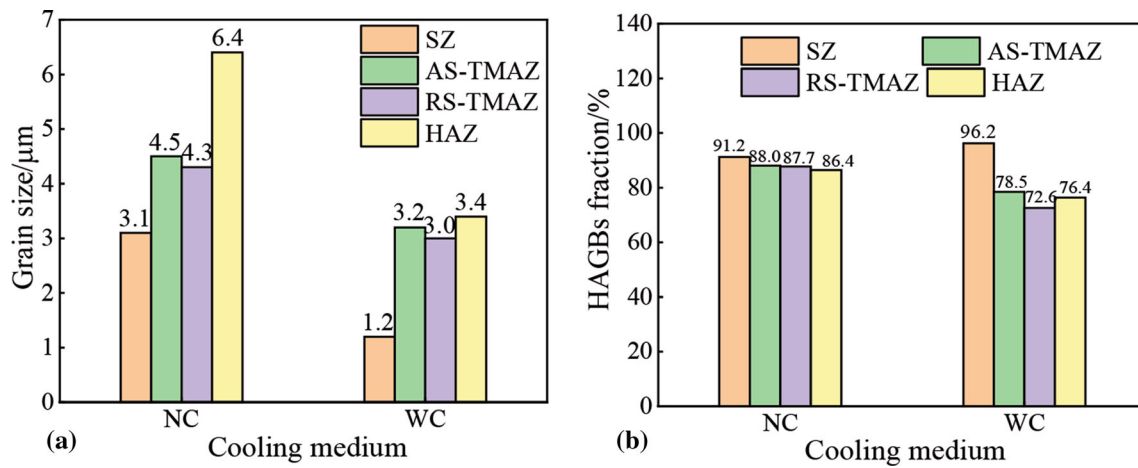 7
6
5
4
3
2
1
0
Grain size/μm
SZ
AS-TMAZ
RS-TMAZ
HAZ
3.1
4.5
4.3
6.4
1.2
3.2
3.0
3.4
NC
WC
(a)
Cooling medium
140
120
100
80
60
40
20
0
HAGBs fraction/%
SZ
AS-TMAZ
RS-TMAZ
HAZ
91.2
88.0
87.7
86.4
96.2
78.5
72.6
76.4
NC
WC
(b)
Cooling medium